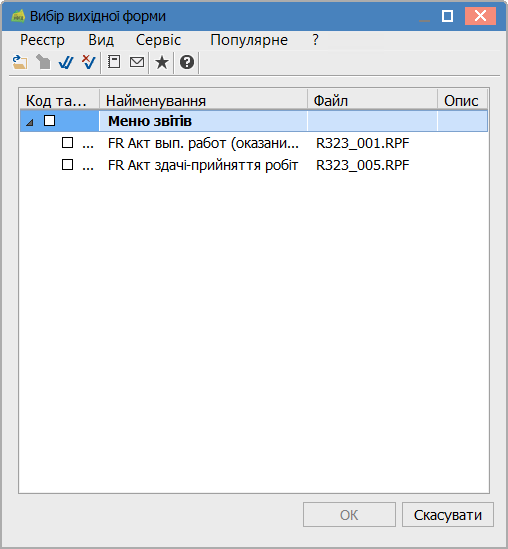 Вибір вихідної форми
Реєстр Вид Сервіс Популярне ?
Код та... Найменування Файл Опис
Меню звітів
... FR Акт вып. работ (оказани... R323_001.RPF
... FR Акт здачі-прийняття робіт R323_005.RPF
OK Скасувати